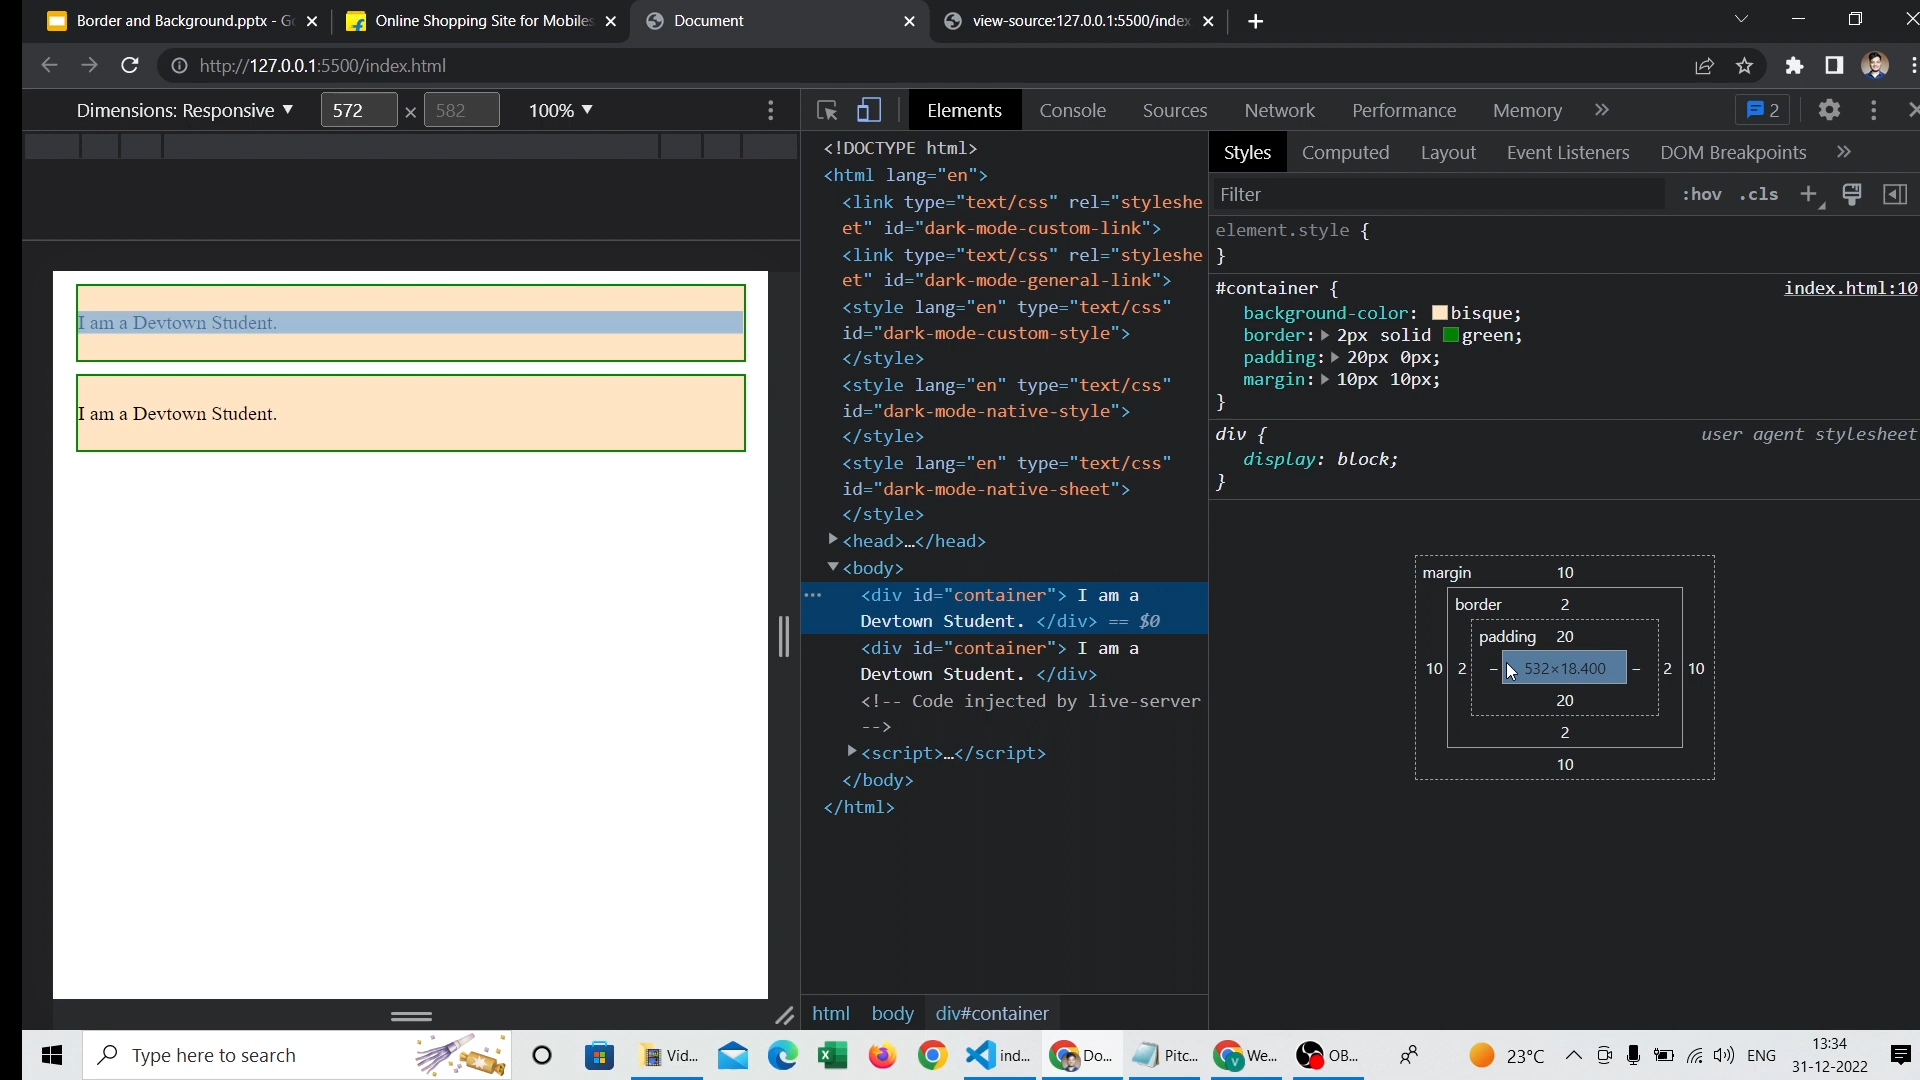 Border and Background.pptx - Go
Online Shopping Site for Mobiles
Document
view-source:127.0.0.1:5500/index
http://127.0.0.1:5500/index.html
Dimensions: Responsive 572 × 582 100%
Elements Console Sources Network Performance Memory 2
<!DOCTYPE html>
<html lang="en">
<link type="text/css" rel="styleshe
et" id="dark-mode-custom-link">
<link type="text/css" rel="styleshe
et" id="dark-mode-general-link">
<style lang="en" type="text/css"
id="dark-mode-custom-style">
</style>
<style lang="en" type="text/css"
id="dark-mode-native-style">
</style>
<style lang="en" type="text/css"
id="dark-mode-native-sheet">
</style>
<head>…</head>
<body>
<div id="container"> I am a
Devtown Student. </div> == $0
<div id="container"> I am a
Devtown Student. </div>
<!-- Code injected by live-server
-->
<script>…</script>
</body>
</html>
html body div#container
I am a Devtown Student.
I am a Devtown Student.
Styles Computed Layout Event Listeners DOM Breakpoints
Filter :hov .cls
element.style {
}
#container { index.html:10
background-color: bisque;
border: 2px solid green;
padding: 20px 0px;
margin: 10px 10px;
}
div { user agent stylesheet
display: block;
}
margin 10
border 2
padding 20
10 2 – 532×18.400 – 2 10
20
2
10
Type here to search
Vid... ind... Do... Pitc... We... OB...
23°C ENG
13:34
31-12-2022